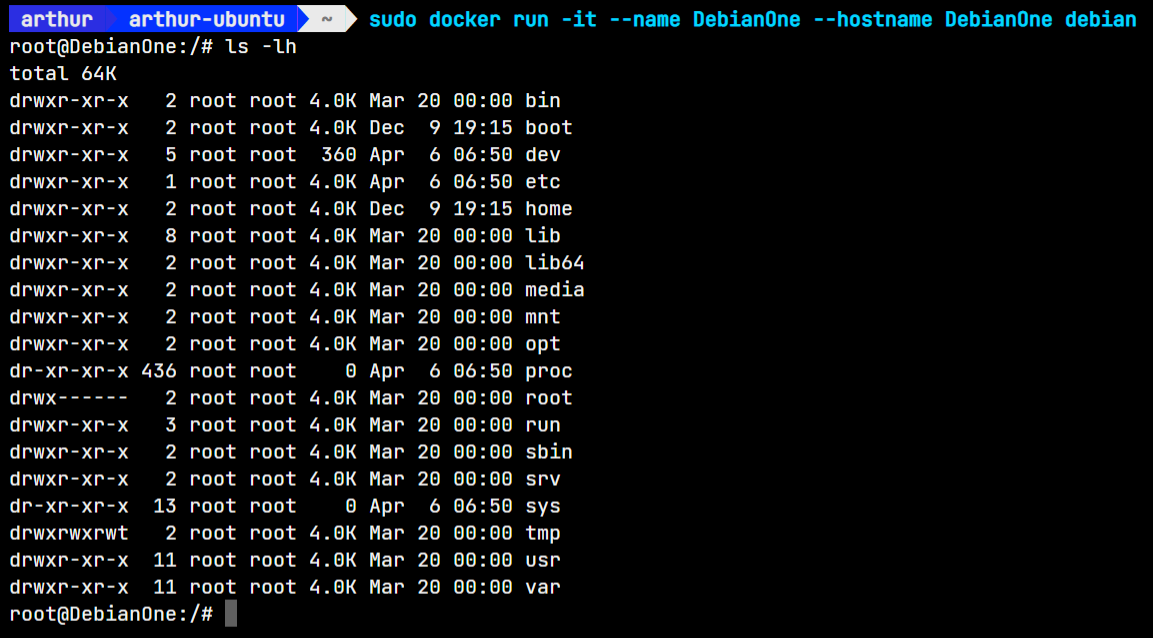 arthur arthur-ubuntu ~ sudo docker run -it --name DebianOne --hostname DebianOne debian
root@DebianOne:/# ls -lh
total 64K
drwxr-xr-x   2 root root 4.0K Mar 20 00:00 bin
drwxr-xr-x   2 root root 4.0K Dec  9 19:15 boot
drwxr-xr-x   5 root root  360 Apr  6 06:50 dev
drwxr-xr-x   1 root root 4.0K Apr  6 06:50 etc
drwxr-xr-x   2 root root 4.0K Dec  9 19:15 home
drwxr-xr-x   8 root root 4.0K Mar 20 00:00 lib
drwxr-xr-x   2 root root 4.0K Mar 20 00:00 lib64
drwxr-xr-x   2 root root 4.0K Mar 20 00:00 media
drwxr-xr-x   2 root root 4.0K Mar 20 00:00 mnt
drwxr-xr-x   2 root root 4.0K Mar 20 00:00 opt
dr-xr-xr-x 436 root root    0 Apr  6 06:50 proc
drwx------   2 root root 4.0K Mar 20 00:00 root
drwxr-xr-x   3 root root 4.0K Mar 20 00:00 run
drwxr-xr-x   2 root root 4.0K Mar 20 00:00 sbin
drwxr-xr-x   2 root root 4.0K Mar 20 00:00 srv
dr-xr-xr-x  13 root root    0 Apr  6 06:50 sys
drwxrwxrwt   2 root root 4.0K Mar 20 00:00 tmp
drwxr-xr-x  11 root root 4.0K Mar 20 00:00 usr
drwxr-xr-x  11 root root 4.0K Mar 20 00:00 var
root@DebianOne:/#